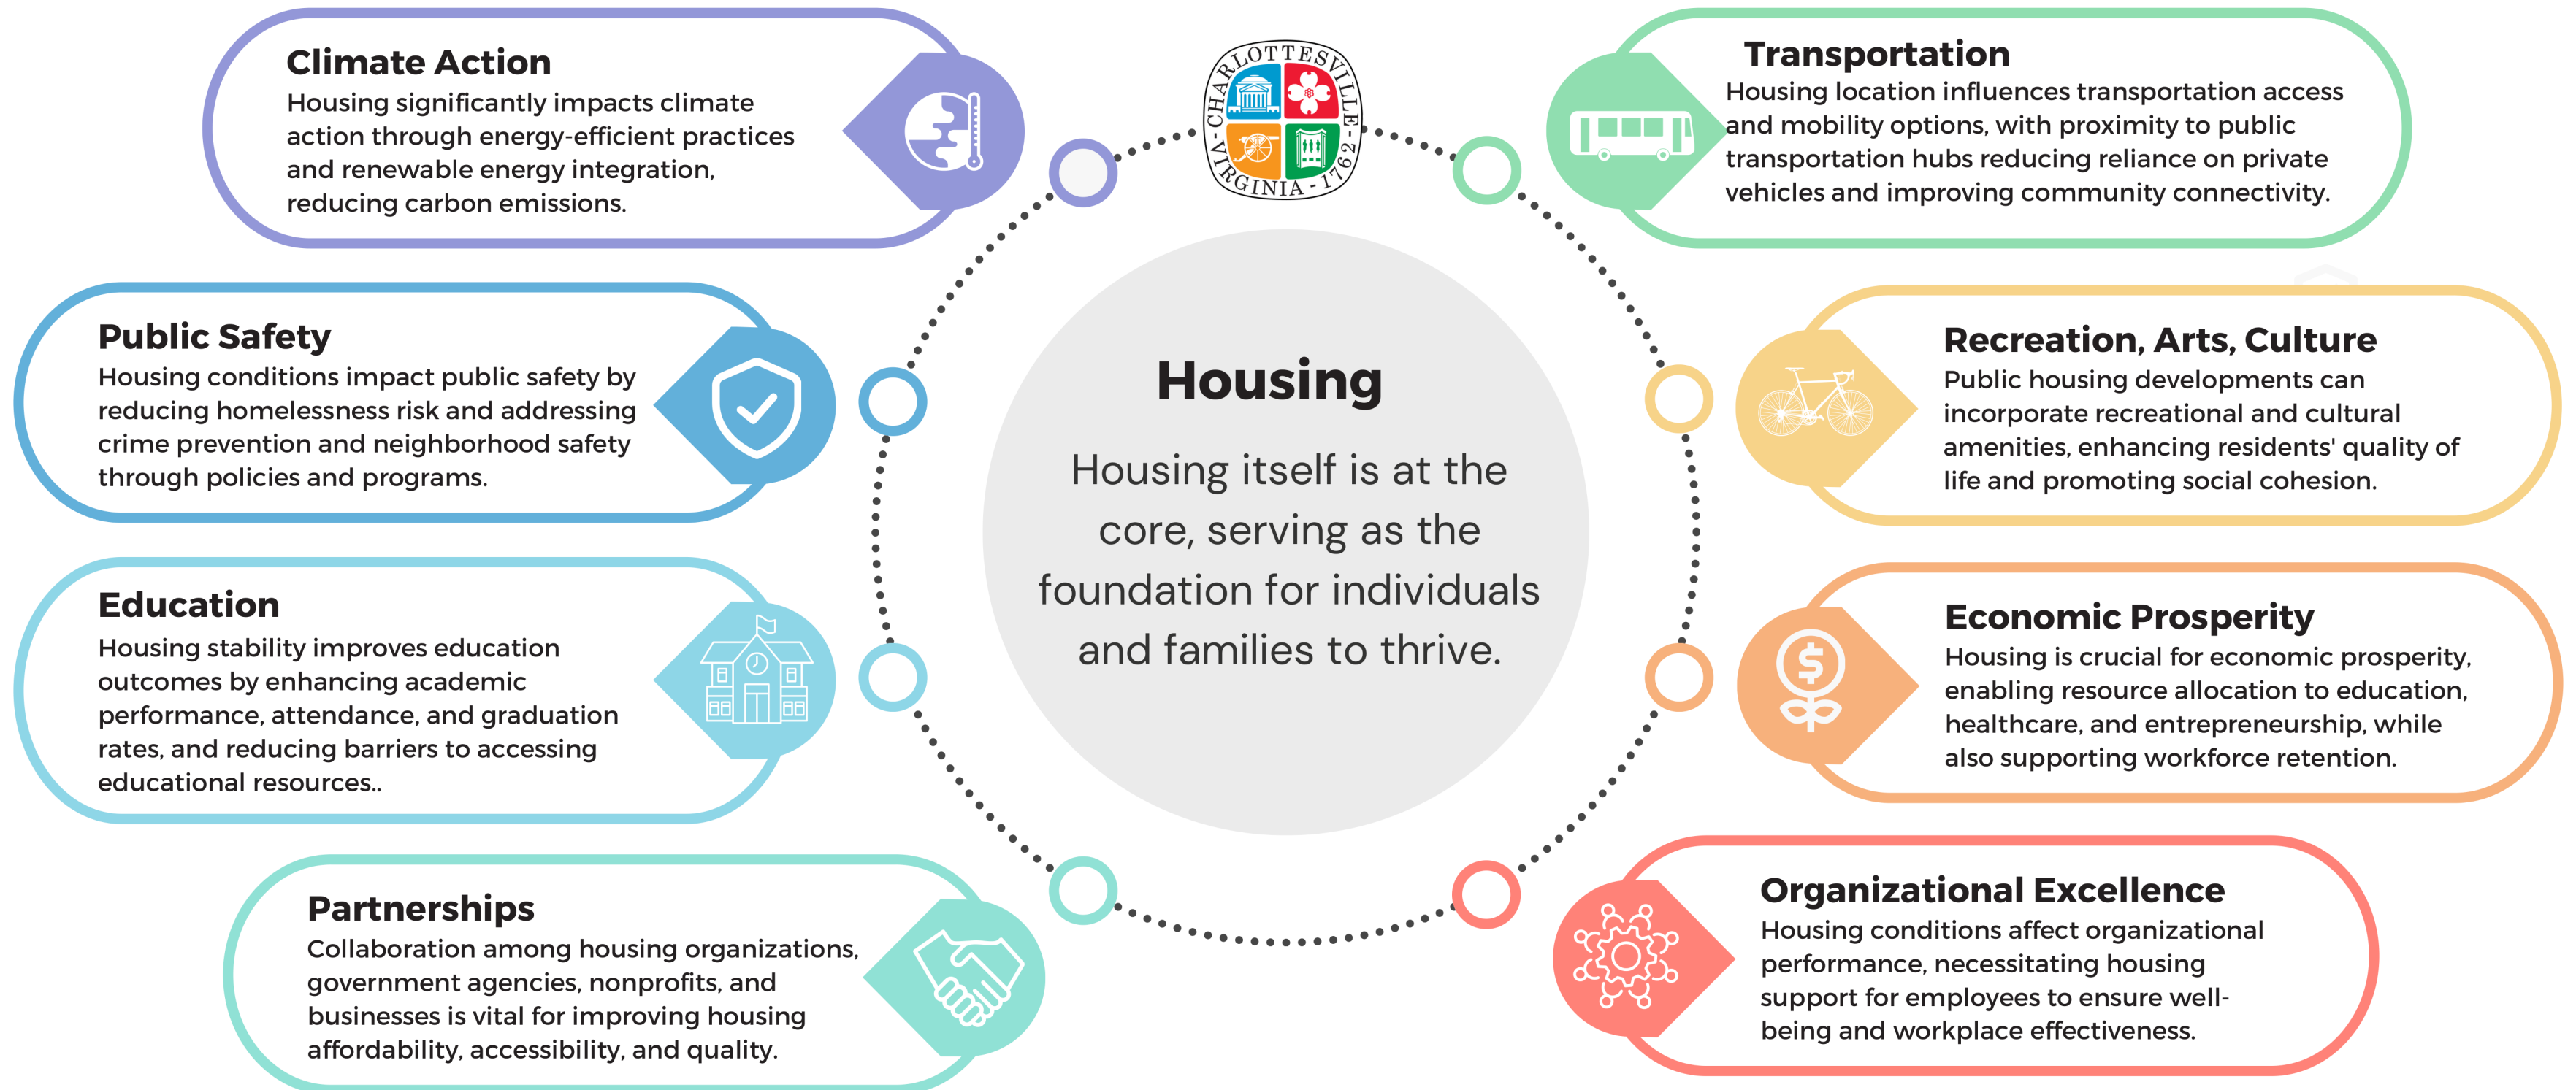 Climate Action
Housing significantly impacts climate
action through energy-efficient practices
and renewable energy integration,
reducing carbon emissions.
CHARLOTTESVILLE - VIRGINIA - 1762 -
Transportation
Housing location influences transportation access
and mobility options, with proximity to public
transportation hubs reducing reliance on private
vehicles and improving community connectivity.
Public Safety
Housing conditions impact public safety by
reducing homelessness risk and addressing
crime prevention and neighborhood safety
through policies and programs.
Housing
Housing itself is at the
core, serving as the
foundation for individuals
and families to thrive.
Recreation, Arts, Culture
Public housing developments can
incorporate recreational and cultural
amenities, enhancing residents' quality of
life and promoting social cohesion.
Education
Housing stability improves education
outcomes by enhancing academic
performance, attendance, and graduation
rates, and reducing barriers to accessing
educational resources..
$
Economic Prosperity
Housing is crucial for economic prosperity,
enabling resource allocation to education,
healthcare, and entrepreneurship, while
also supporting workforce retention.
Partnerships
Collaboration among housing organizations,
government agencies, nonprofits, and
businesses is vital for improving housing
affordability, accessibility, and quality.
Organizational Excellence
Housing conditions affect organizational
performance, necessitating housing
support for employees to ensure well-
being and workplace effectiveness.